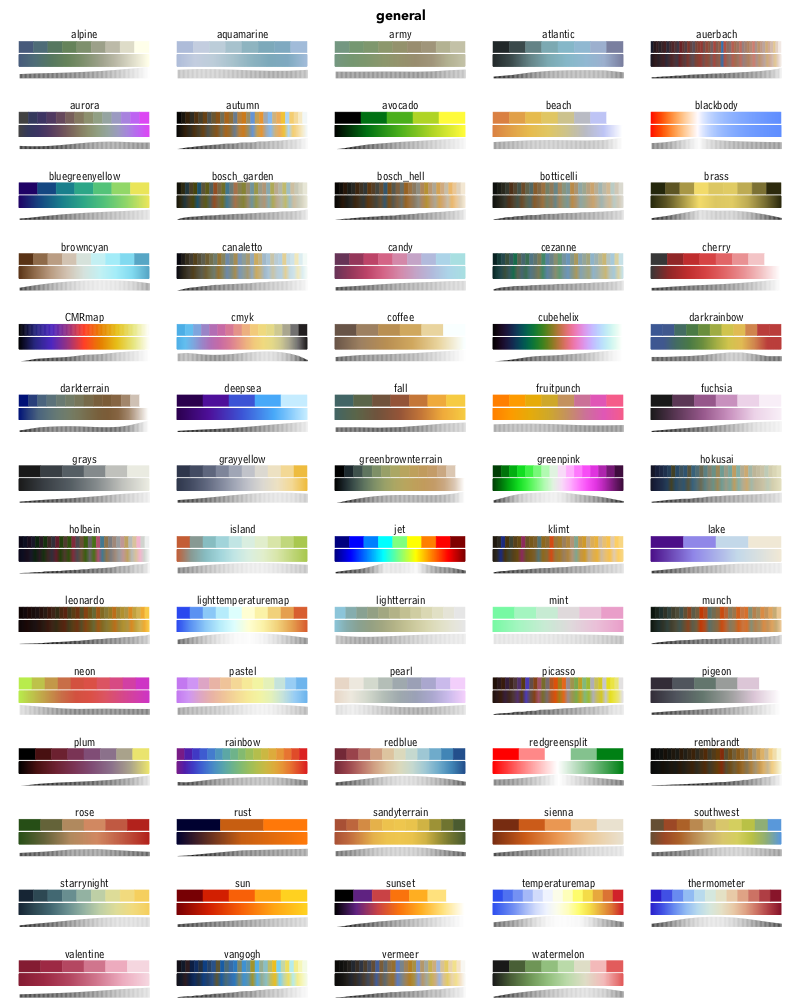 general
alpine aquamarine army atlantic auerbach
aurora autumn avocado beach blackbody
bluegreenyellow bosch_garden bosch_hell botticelli brass
browncyan canaletto candy cezanne cherry
CMRmap cmyk coffee cubehelix darkrainbow
darkterrain deepsea fall fruitpunch fuchsia
grays grayyellow greenbrownterrain greenpink hokusai
holbein island jet klimt lake
leonardo lighttemperaturemap lightterrain mint munch
neon pastel pearl picasso pigeon
plum rainbow redblue redgreensplit rembrandt
rose rust sandyterrain sienna southwest
starrynight sun sunset temperaturemap thermometer
valentine vangogh vermeer watermelon